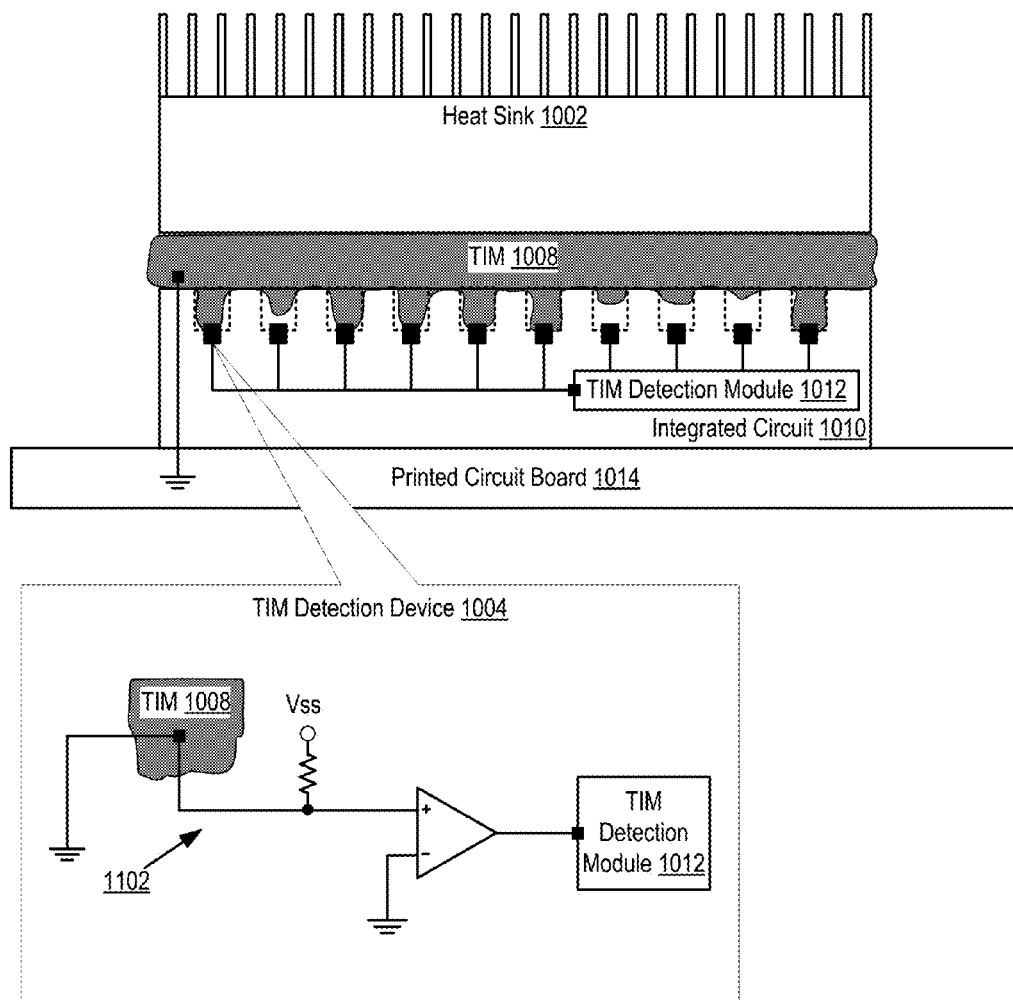 Heat Sink 1002
TIM 1008
TIM Detection Module 1012
Integrated Circuit 1010
Printed Circuit Board 1014
TIM Detection Device 1004
TIM 1008
Vss
+
-
TIM
Detection
Module 1012
1102